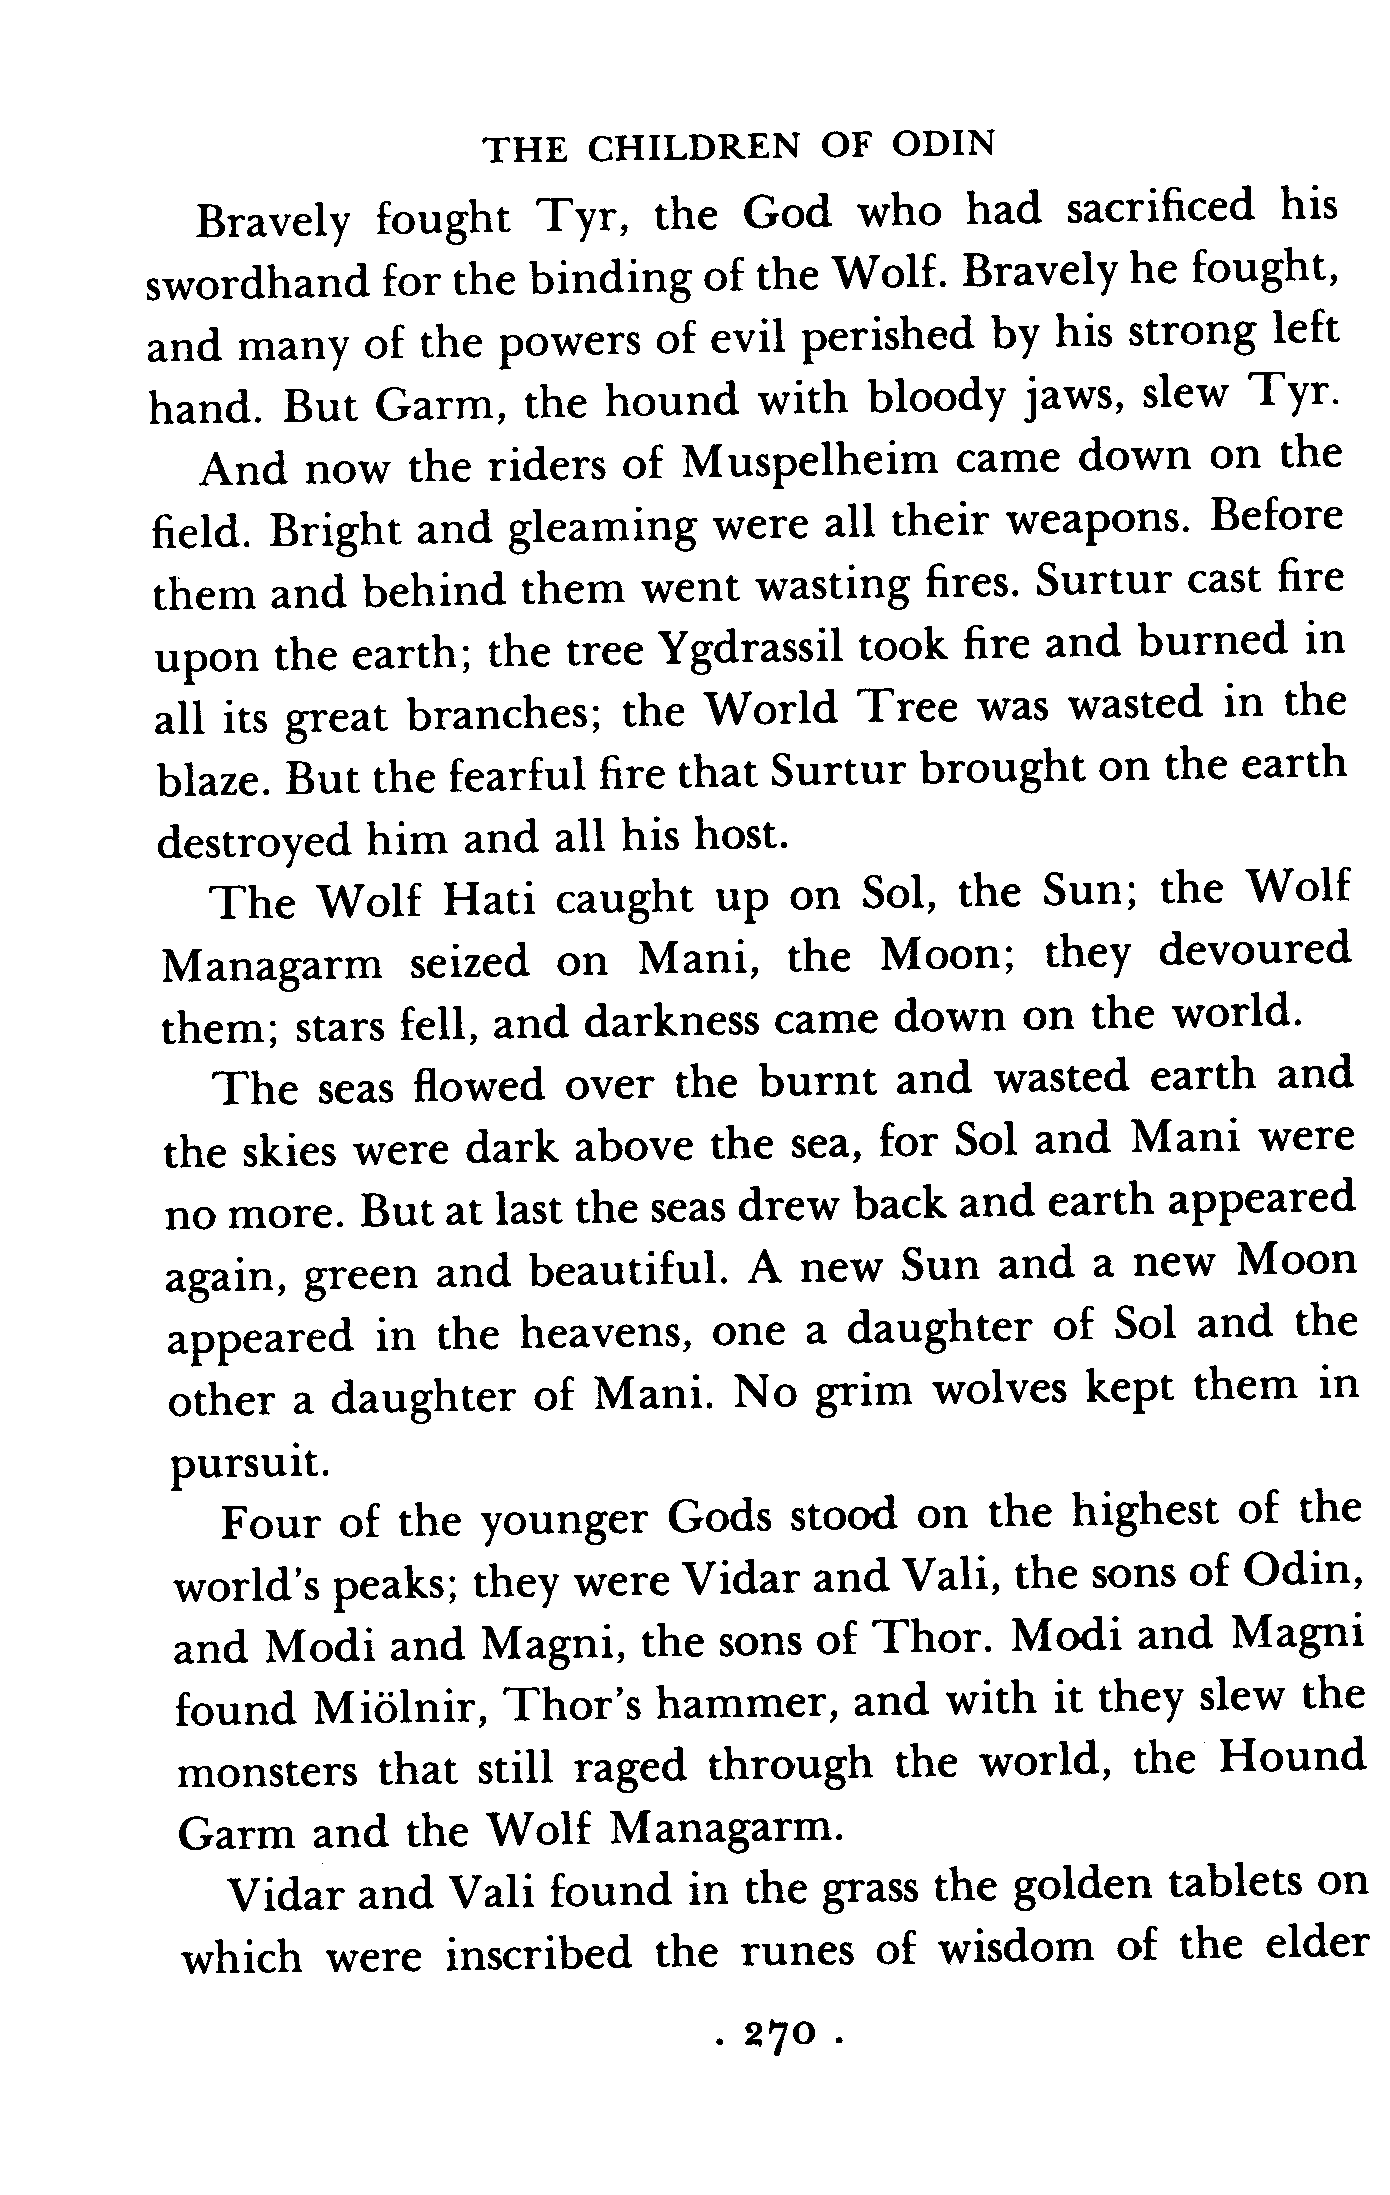 THE CHILDREN OF ODIN
Bravely fought Tyr, the God who had sacrificed his
swordhand for the binding of the Wolf. Bravely he fought,
and many of the powers of evil perished by his strong left
hand. But Garm, the hound with bloody jaws, slew Tyr.
And now the riders of Muspelheim came down on the
field. Bright and gleaming were all their weapons. Before
them and behind them went wasting fires. Surtur cast fire
upon the earth; the tree Ygdrassil took fire and burned in
all its great branches; the World Tree was wasted in the
blaze. But the fearful fire that Surtur brought on the earth
destroyed him and all his host.
The Wolf Hati caught up on Sol, the Sun; the Wolf
Managarm seized on Mani, the Moon; they devoured
them; stars fell, and darkness came down on the world.
The seas flowed over the burnt and wasted earth and
the skies were dark above the sea, for Sol and Mani were
no more. But at last the seas drew back and earth appeared
again, green and beautiful. A new Sun and a new Moon
appeared in the heavens, one a daughter of Sol and the
other a daughter of Mani. No grim wolves kept them in
pursuit.
Four of the younger Gods stood on the highest of the
world's peaks; they were Vidar and Vali, the sons of Odin,
and Modi and Magni, the sons of Thor. Modi and Magni
found Miölnir, Thor's hammer, and with it they slew the
monsters that still raged through the world, the Hound
Garm and the Wolf Managarm.
Vidar and Vali found in the grass the golden tablets on
which were inscribed the runes of wisdom of the elder
. 270 .